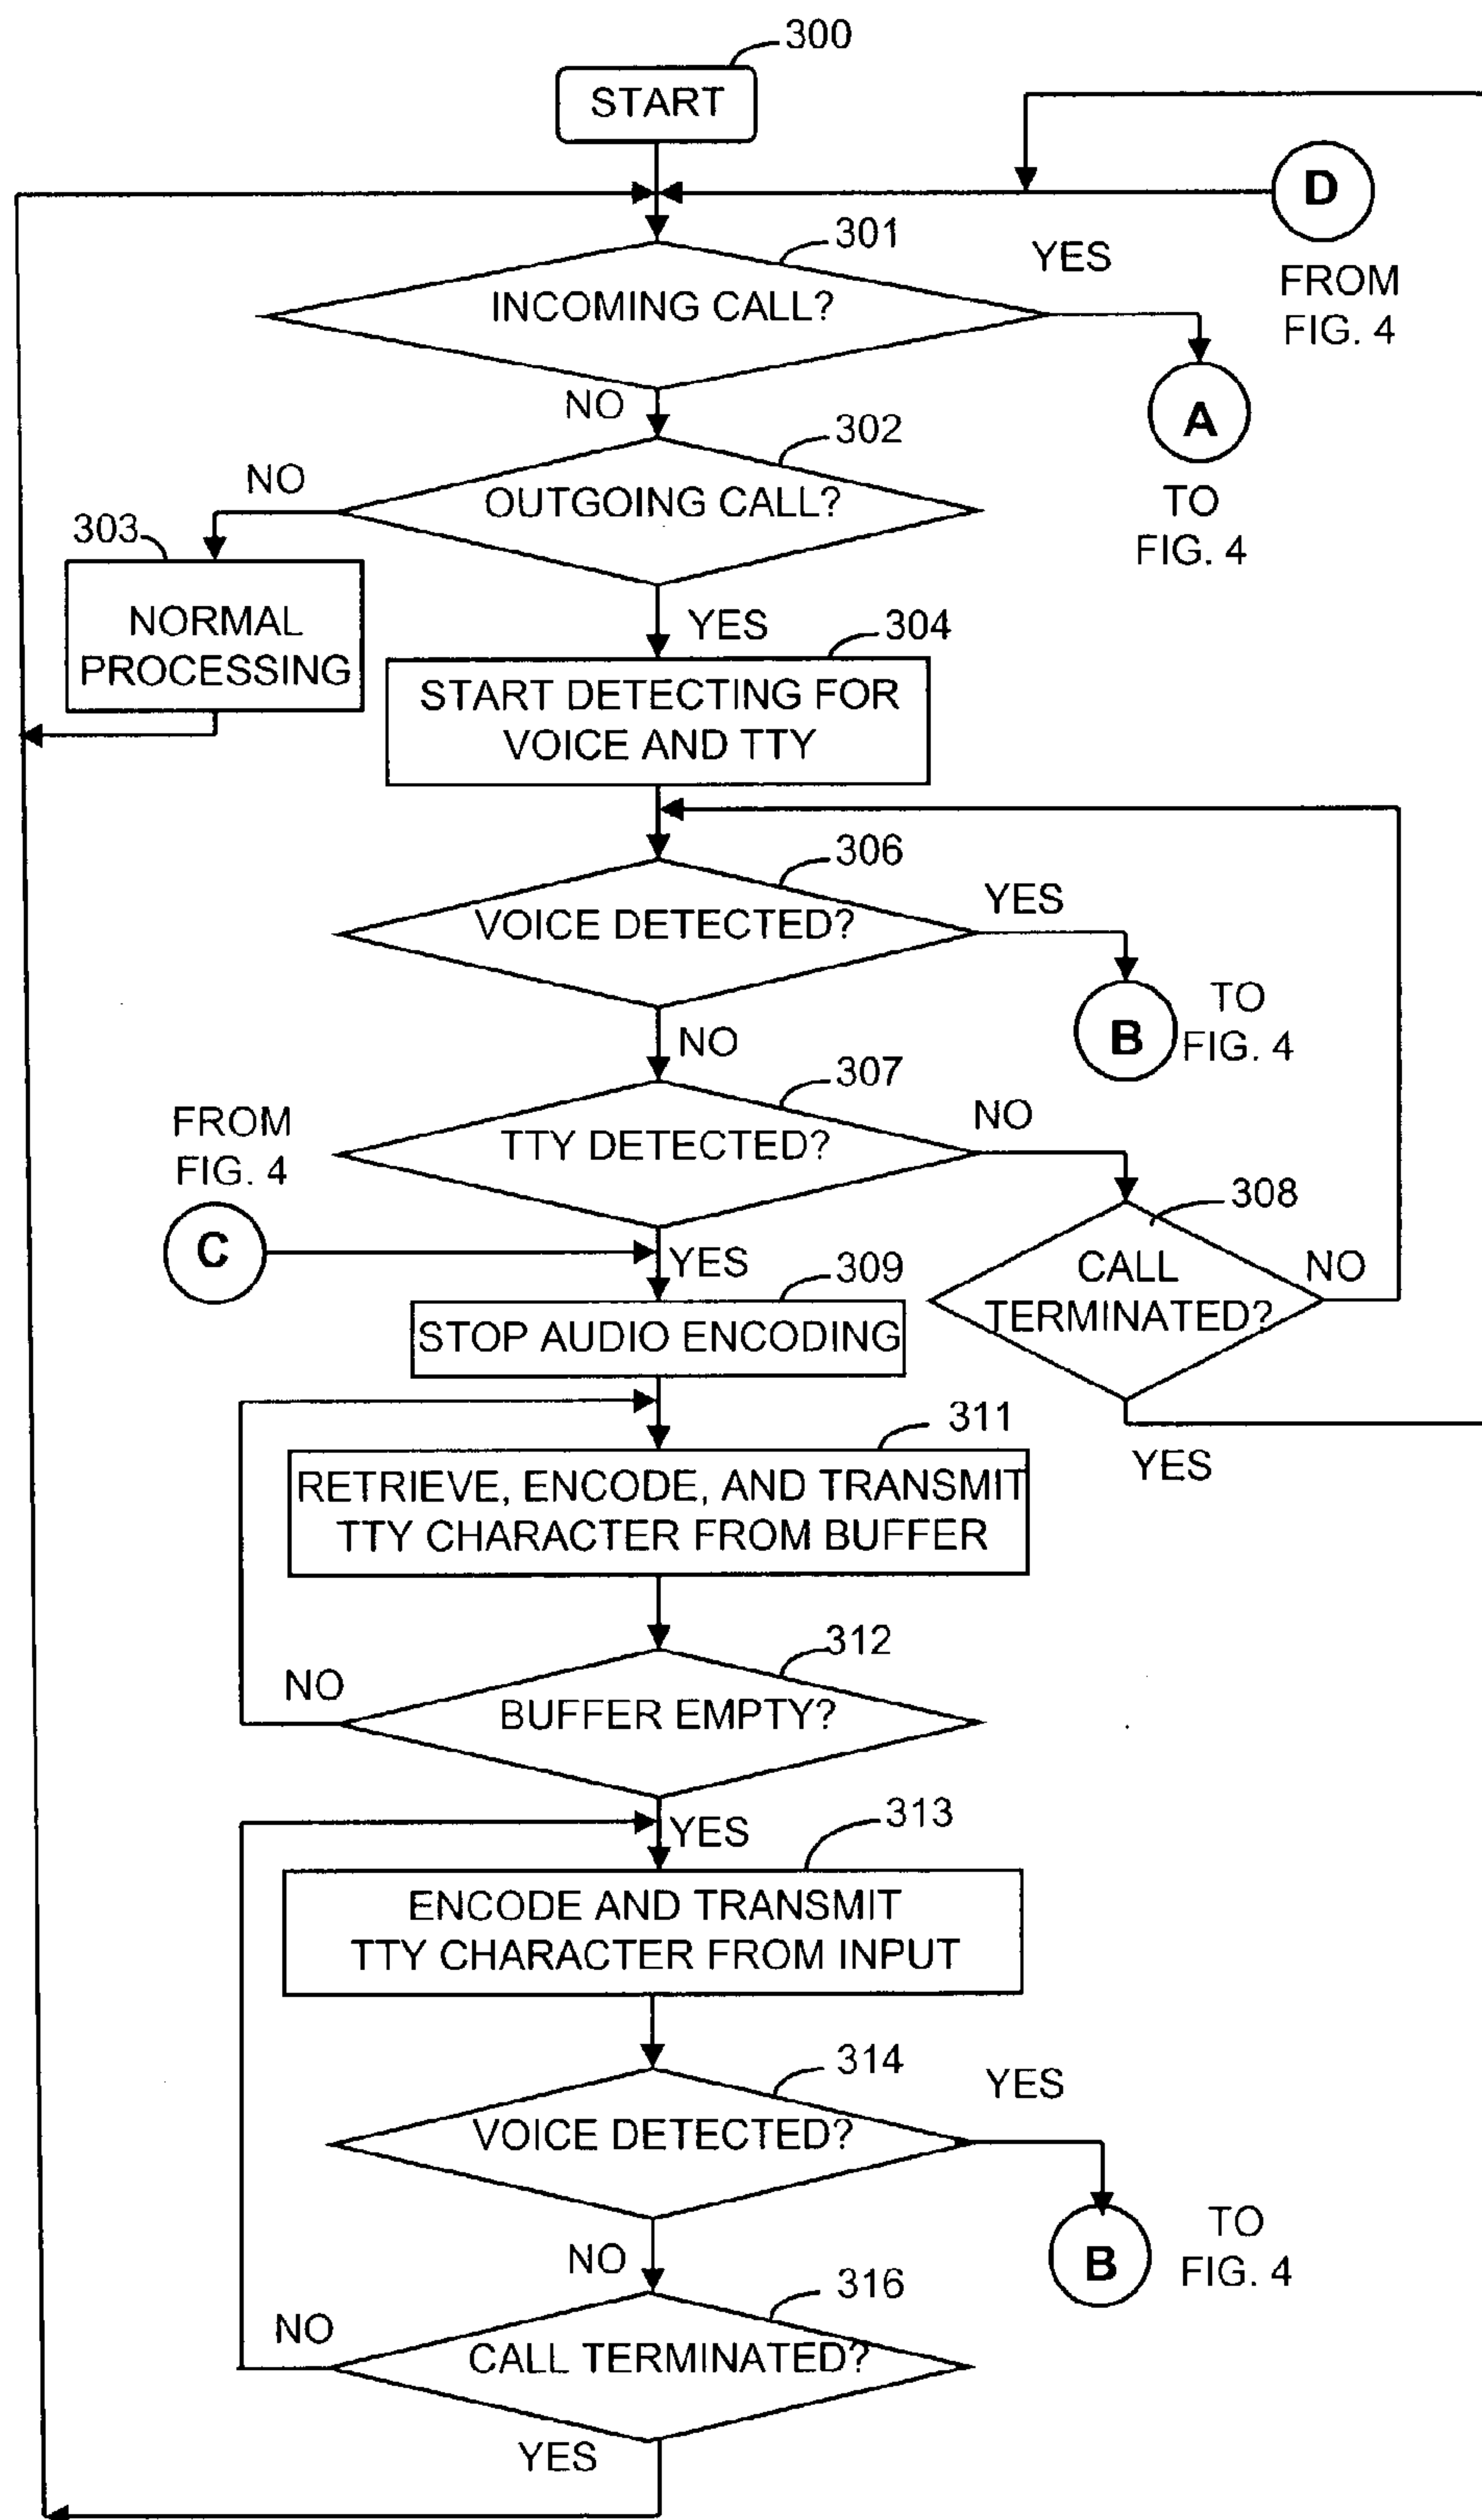 300
START
D
FROM
FIG. 4
301
YES
INCOMING CALL?
A
TO
FIG. 4
NO
302
OUTGOING CALL?
NO
303
NORMAL
PROCESSING
YES
304
START DETECTING FOR
VOICE AND TTY
306
VOICE DETECTED?
YES
B
TO
FIG. 4
NO
307
TTY DETECTED?
NO
FROM
FIG. 4
C
308
CALL
TERMINATED?
NO
YES
YES
309
STOP AUDIO ENCODING
311
RETRIEVE, ENCODE, AND TRANSMIT
TTY CHARACTER FROM BUFFER
312
BUFFER EMPTY?
NO
YES
313
ENCODE AND TRANSMIT
TTY CHARACTER FROM INPUT
314
VOICE DETECTED?
YES
B
TO
FIG. 4
NO
316
CALL TERMINATED?
NO
YES